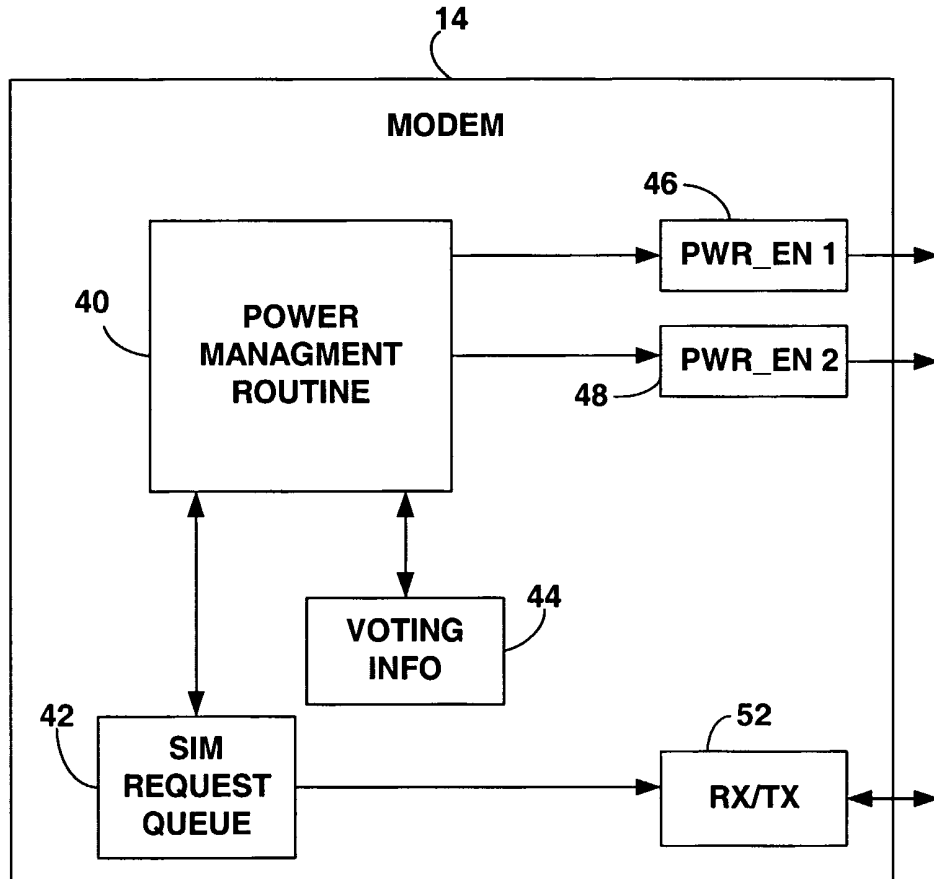 14
MODEM
46
PWR_EN 1
40
POWER
MANAGMENT
ROUTINE
PWR_EN 2
48
44
VOTING
INFO
42
SIM
REQUEST
QUEUE
52
RX/TX